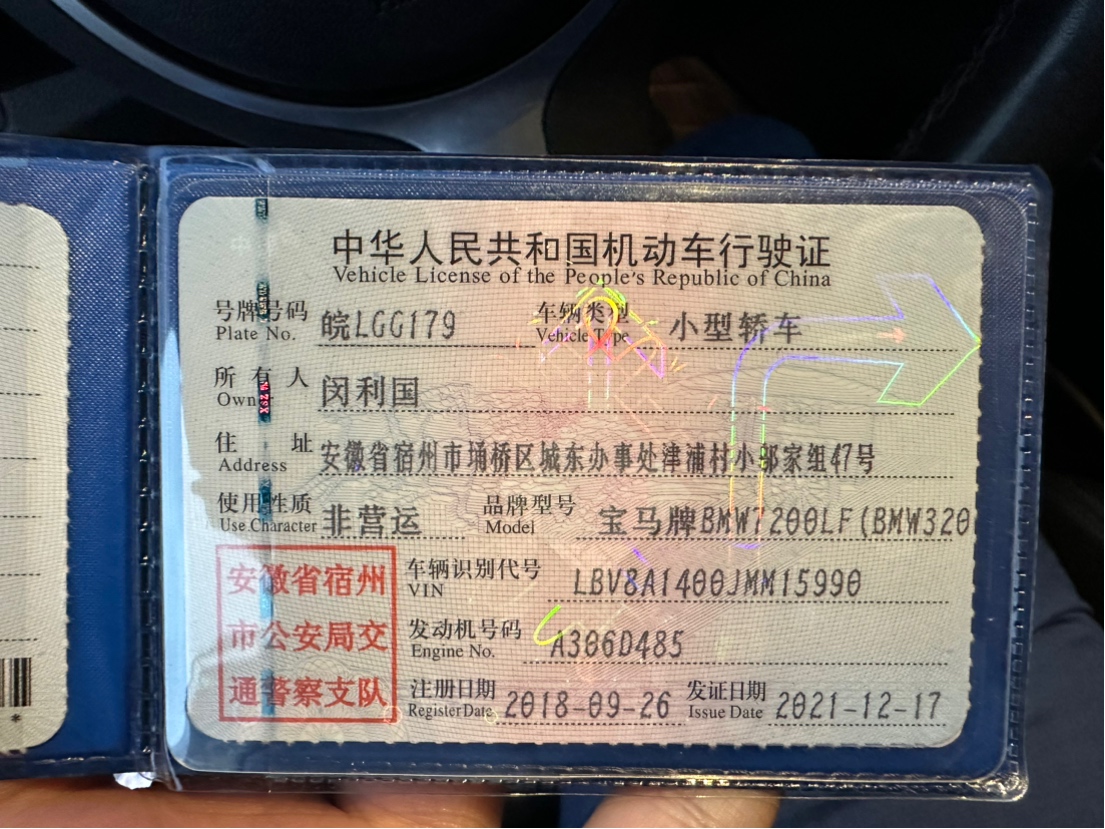 中华人民共和国机动车行驶证
Vehicle License of the People's Republic of China
号牌号码 皖LGG179 车辆类型 小型轿车
Plate No. Vehicle Type
所有人 闵利国
Owner
住址 安徽省宿州市埇桥区城东办事处津浦村小郭家组47号
Address
使用性质 非营运 品牌型号 宝马牌BMW7200LF(BMW320
Use Character Model
安徽省宿州
市公安局交
通警察支队
车辆识别代号 LBV8A1400JMM15990
VIN
发动机号码 A306D485
Engine No.
注册日期 2018-09-26 发证日期 2021-12-17
Register Date Issue Date
*